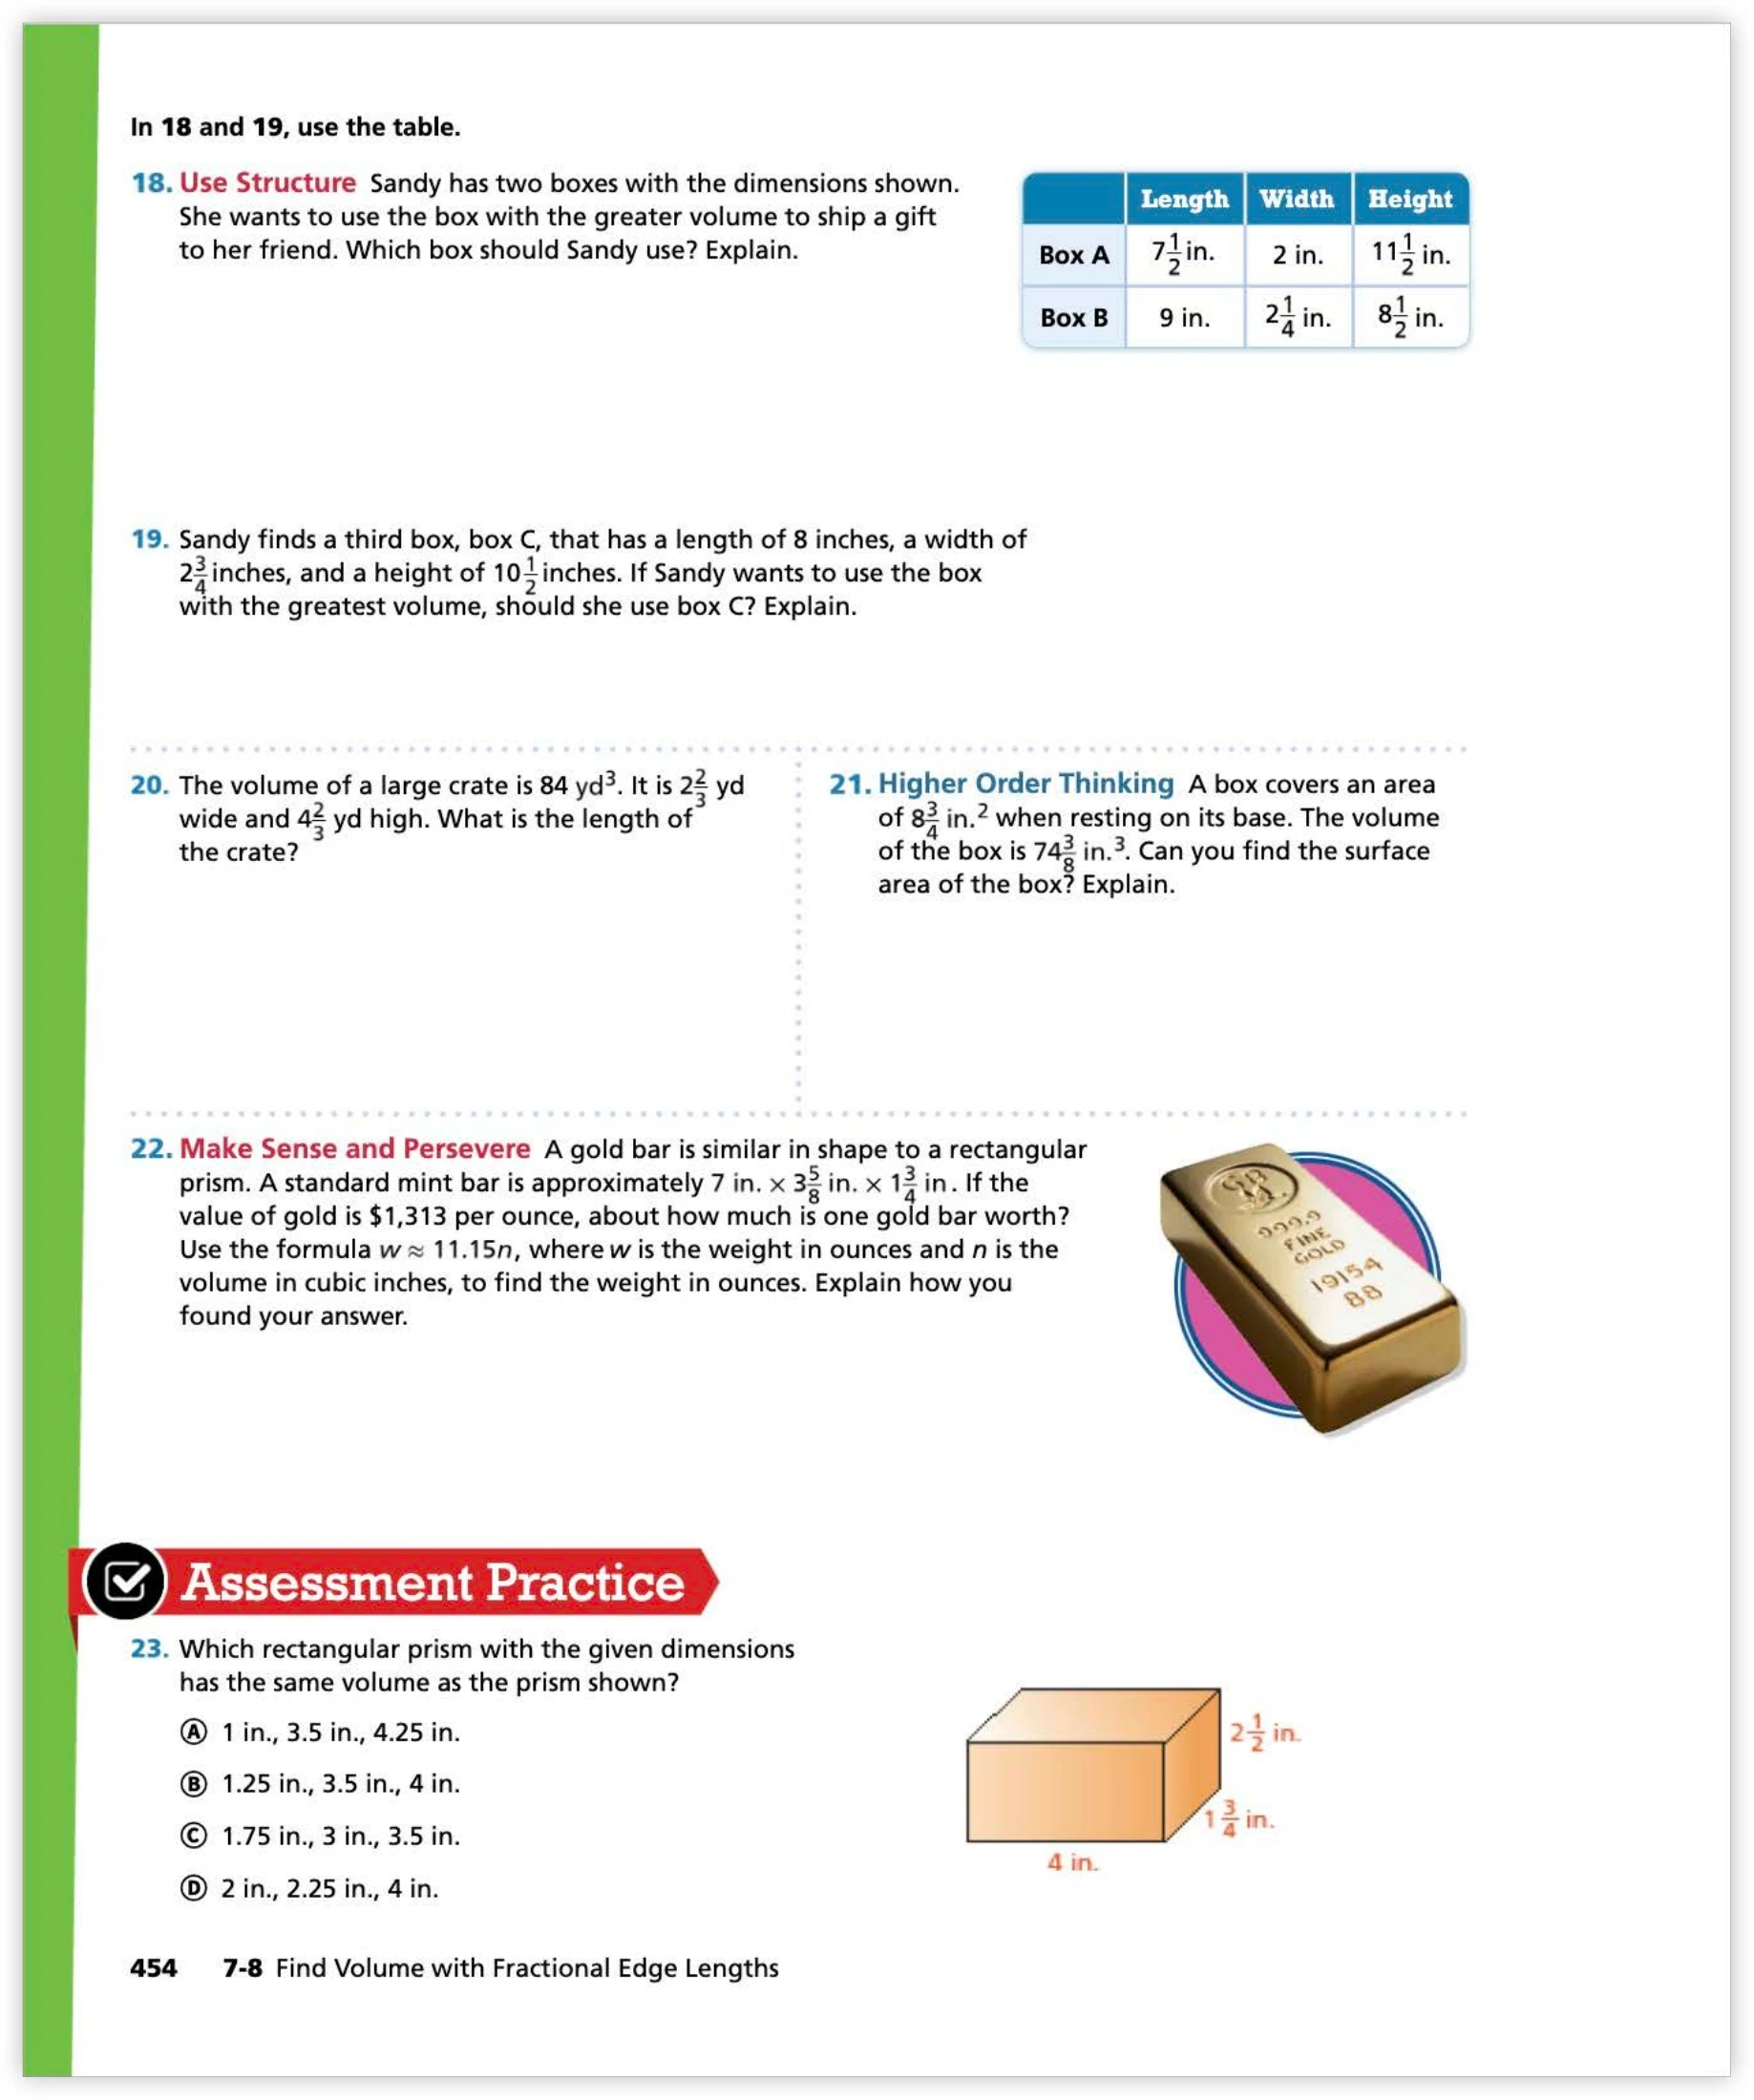 In 18 and 19, use the table.
18. Use Structure Sandy has two boxes with the dimensions shown.
She wants to use the box with the greater volume to ship a gift
to her friend. Which box should Sandy use? Explain.
Length Width Height
Box A 7 1/2 in. 2 in. 11 1/2 in.
Box B 9 in. 2 1/4 in. 8 1/2 in.
19. Sandy finds a third box, box C, that has a length of 8 inches, a width of
2 3/4 inches, and a height of 10 1/2 inches. If Sandy wants to use the box
with the greatest volume, should she use box C? Explain.
20. The volume of a large crate is 84 yd³. It is 2 2/3 yd
wide and 4 2/3 yd high. What is the length of
the crate?
21. Higher Order Thinking A box covers an area
of 8 3/4 in.² when resting on its base. The volume
of the box is 74 3/8 in.³. Can you find the surface
area of the box? Explain.
22. Make Sense and Persevere A gold bar is similar in shape to a rectangular
prism. A standard mint bar is approximately 7 in. × 3 5/8 in. × 1 3/4 in. If the
value of gold is $1,313 per ounce, about how much is one gold bar worth?
Use the formula w ≈ 11.15n, where w is the weight in ounces and n is the
volume in cubic inches, to find the weight in ounces. Explain how you
found your answer.
999.9
FINE
GOLD
19154
88
Assessment Practice
23. Which rectangular prism with the given dimensions
has the same volume as the prism shown?
Ⓐ 1 in., 3.5 in., 4.25 in.
Ⓑ 1.25 in., 3.5 in., 4 in.
Ⓒ 1.75 in., 3 in., 3.5 in.
Ⓓ 2 in., 2.25 in., 4 in.
2 1/2 in.
1 3/4 in.
4 in.
454 7-8 Find Volume with Fractional Edge Lengths